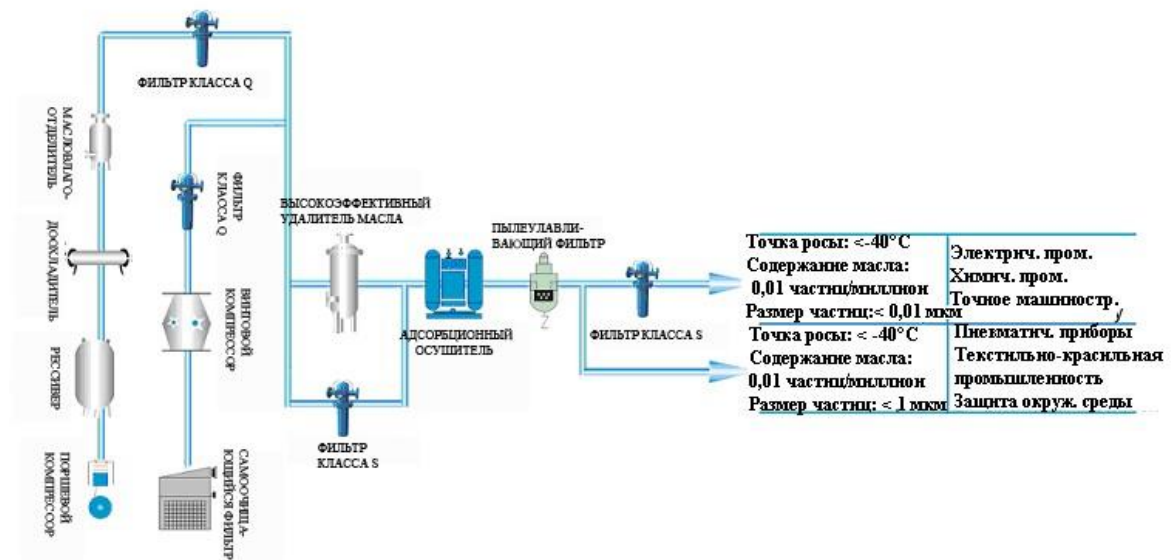 ФИЛЬТР КЛАССА Q
МАСЛОВЛАГО-
ОТДЕЛИТЕЛЬ
ДООХЛАДИТЕЛЬ
РЕССИВЕР
ПОРШЕВОЙ
КОМПРЕССОР
ФИЛЬТР
КЛАССА Q
ВИНГОВОЙ
КОМПРЕССОР
САМООЧИЩА-
ЮЩИЙСЯ ФИЛЬТР
ВЫСОКОЭФФЕКТИВНЫЙ
УДАЛИТЕЛЬ МАСЛА
ФИЛЬТР
КЛАССА S
АДСОРБЦИОННЫЙ
ОСУШИТЕЛЬ
ПЫЛЕУЛАВЛИ-
ВАЮЩИЙ ФИЛЬТР
Z
ФИЛЬТР КЛАССА S
Точка росы: <-40°C
Содержание масла:
0,01 частиц/миллион
Размер частиц:< 0,01 мкм
Электрич. пром.
Химич. пром.
Точное машиностр.
у
Точка росы: < -40°C
Содержание масла:
0,01 частиц/миллион
Размер частиц: < 1 мкм
Пневматич. приборы
Текстильно-красильная
промышленность
Защита окруж. среды